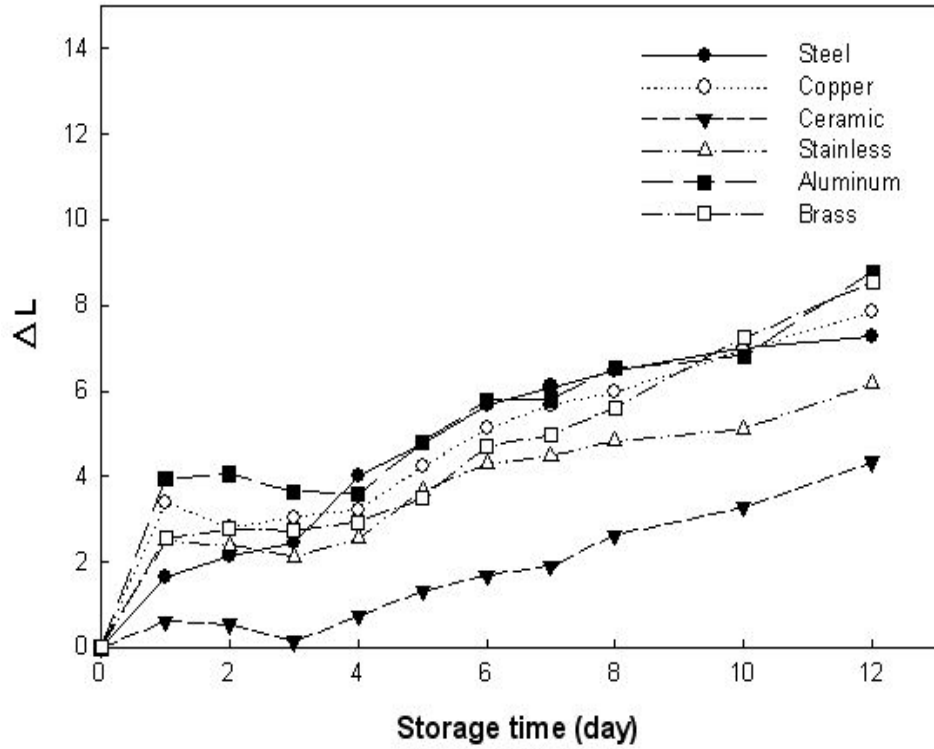 14
12
10
8
6
4
2
0
0 2 4 6 8 10 12
Δ L
Storage time (day)
Steel
Copper
Ceramic
Stainless
Aluminum
Brass